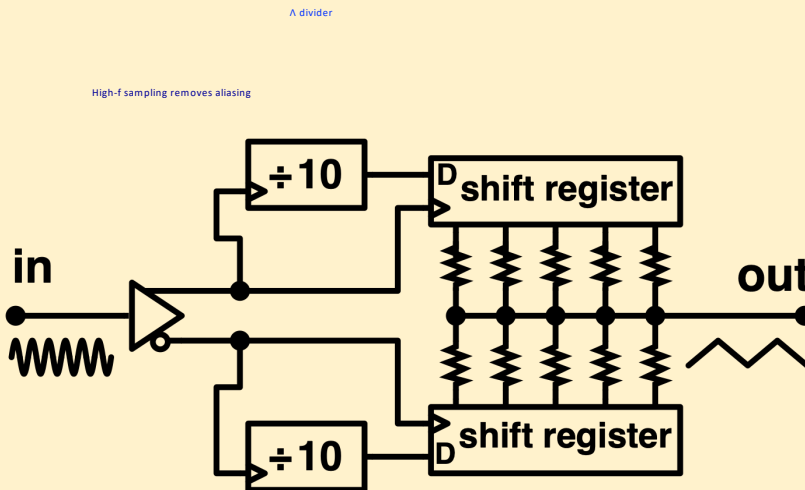 Λ divider
High-f sampling removes aliasing
÷10
D
shift register
in
out
÷10
shift register
D